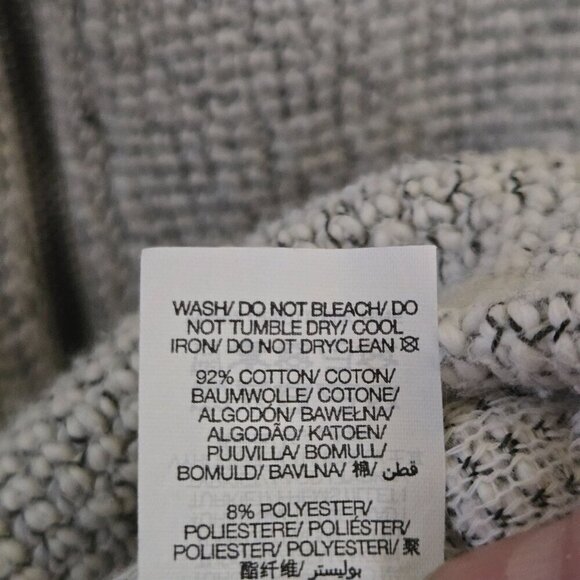 WASH/ DO NOT BLEACH/ DO
NOT TUMBLE DRY/ COOL
IRON/ DO NOT DRYCLEAN
92% COTTON/ COTON/
BAUMWOLLE/ COTONE/
ALGODÓN/ BAWEŁNA/
ALGODÃO/ KATOEN/
PUUVILLA/ BOMULL/
BOMULD/ BAVLNA/ 棉/ قطن/
8% POLYESTER/
POLIESTERE/ POLIÉSTER/
POLIESTER/ POLYESTERI/ 聚
酯纤维/ بوليستر/